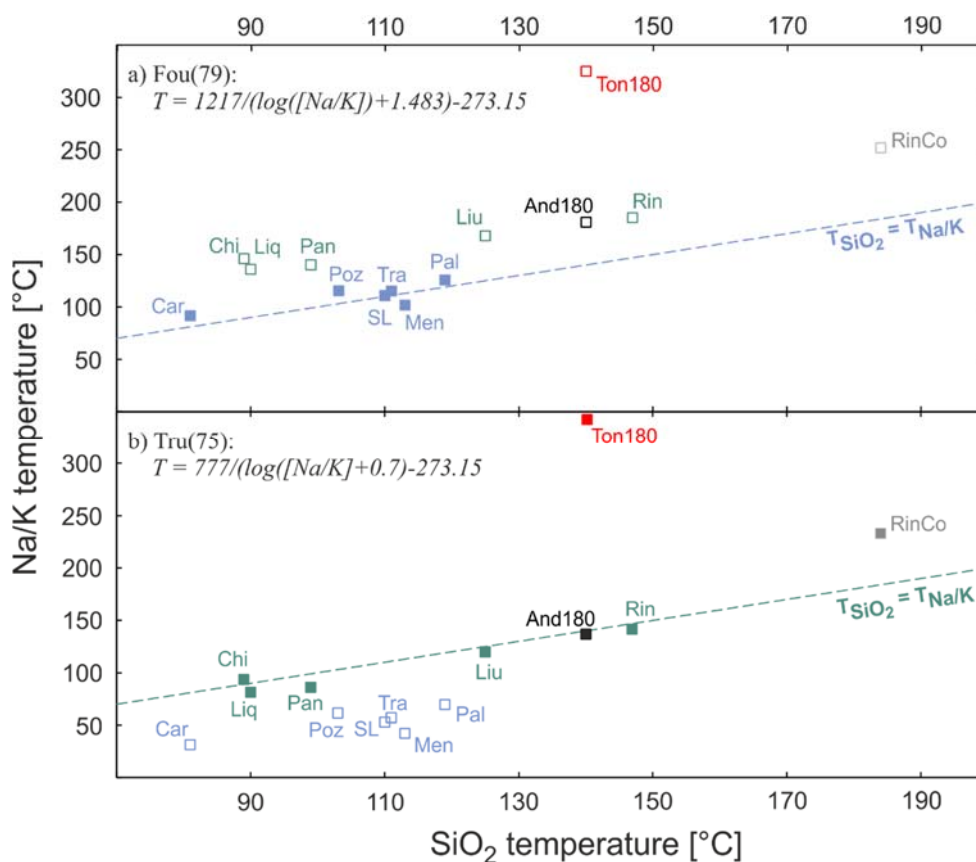 90 110 130 150 170 190
a) Fou(79):
T = 1217/(log([Na/K])+1.483)-273.15
Ton180
RinCo
And180
Rin
Liu
Chi Liq Pan
Poz Tra Pal
Car
SL Men
TSiO2 = TNa/K
300
250
200
150
100
50
b) Tru(75):
T = 777/(log([Na/K]+0.7)-273.15
Ton180
RinCo
And180
Rin
Liu
Chi
Liq Pan
Car
Poz SL Tra Men Pal
TSiO2 = TNa/K
300
250
200
150
100
50
Na/K temperature [°C]
90 110 130 150 170 190
SiO2 temperature [°C]